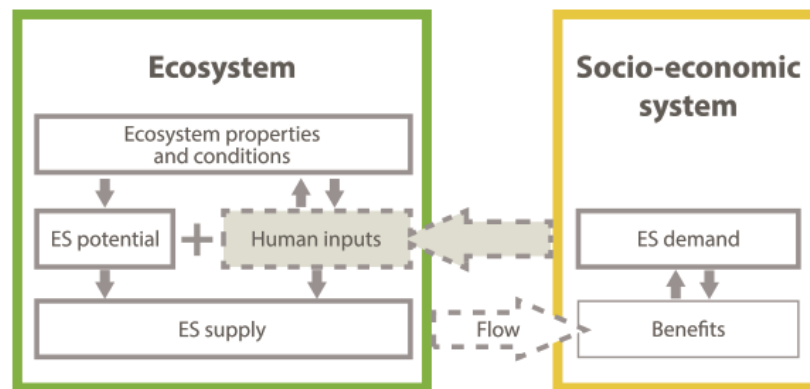 Ecosystem
Ecosystem properties
and conditions
ES potential
+
Human inputs
ES supply
Flow
Socio-economic
system
ES demand
Benefits